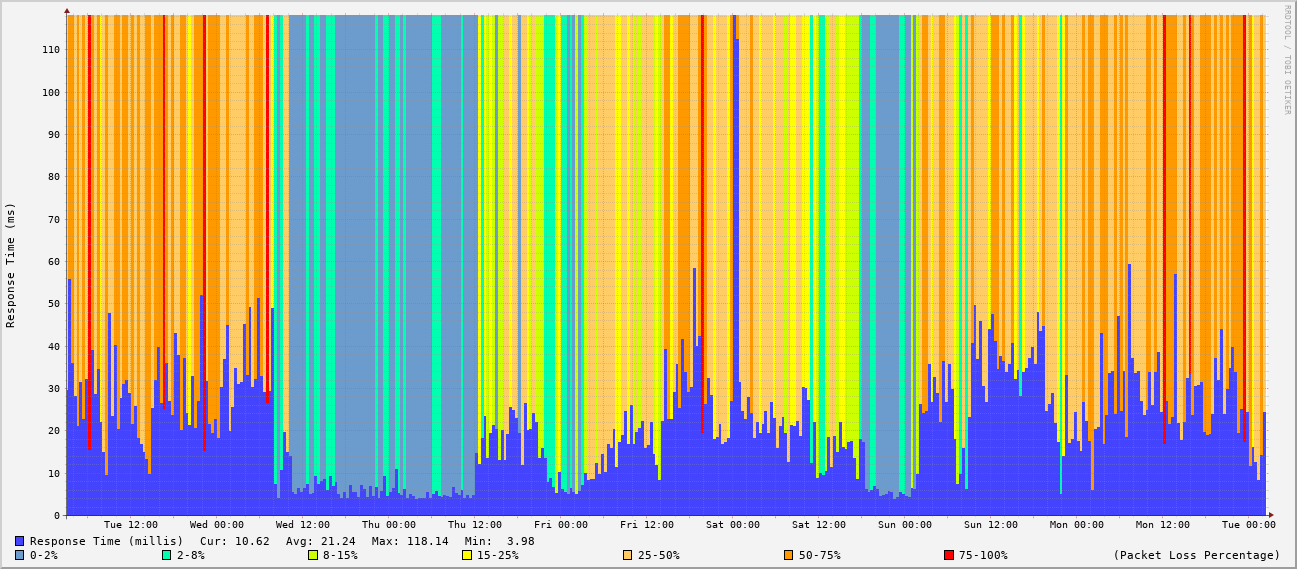 RRDTOOL / TOBI OETIKER
Response Time (ms)
110
100
90
80
70
60
50
40
30
20
10
0
Tue 12:00 Wed 00:00 Wed 12:00 Thu 00:00 Thu 12:00 Fri 00:00 Fri 12:00 Sat 00:00 Sat 12:00 Sun 00:00 Sun 12:00 Mon 00:00 Mon 12:00 Tue 00:00
Response Time (millis) Cur: 10.62 Avg: 21.24 Max: 118.14 Min: 3.98
0-2% 2-8% 8-15% 15-25% 25-50% 50-75% 75-100% (Packet Loss Percentage)